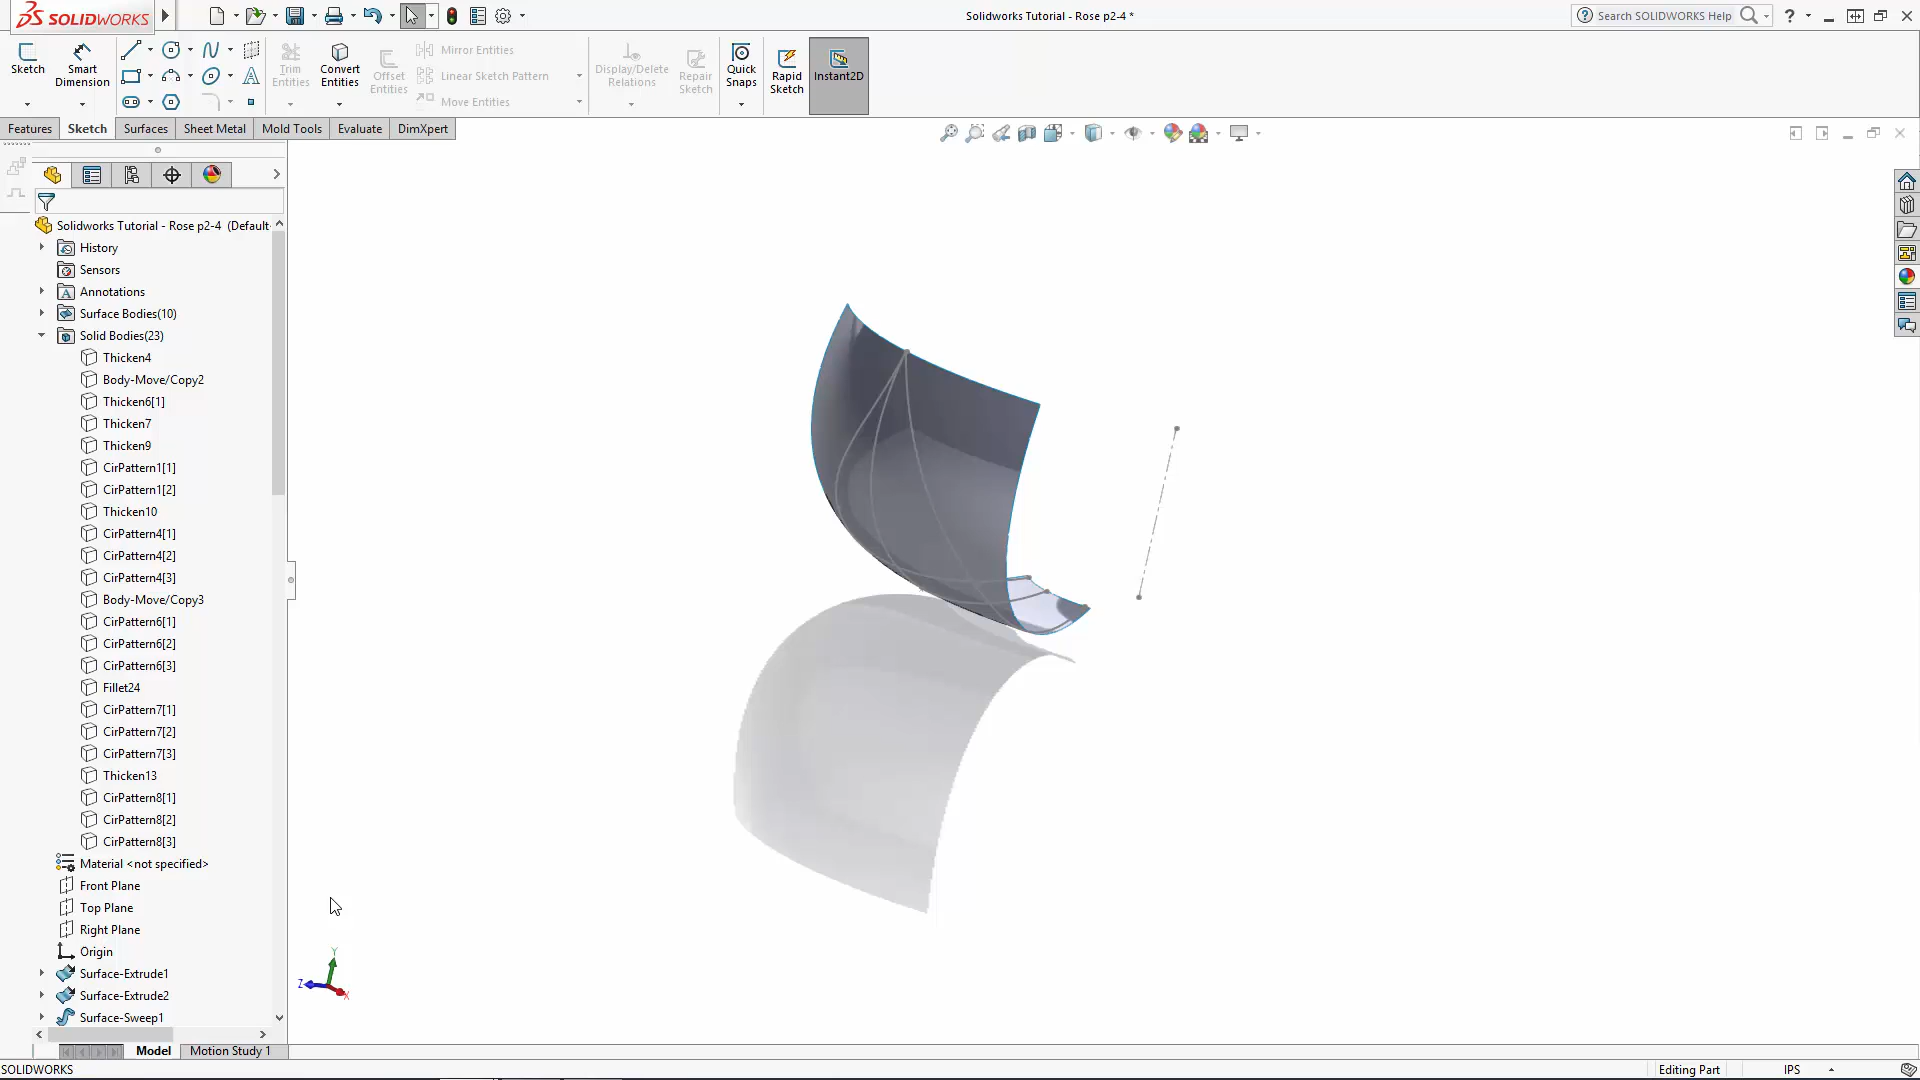 SOLIDWORKS
Solidworks Tutorial - Rose p2-4 *
Search SOLIDWORKS Help
Sketch
Smart Dimension
Trim Entities
Convert Entities
Offset Entities
Mirror Entities
Linear Sketch Pattern
Move Entities
Display/Delete Relations
Repair Sketch
Quick Snaps
Rapid Sketch
Instant2D
Features
Sketch
Surfaces
Sheet Metal
Mold Tools
Evaluate
DimXpert
Solidworks Tutorial - Rose p2-4 (Default
History
Sensors
Annotations
Surface Bodies(10)
Solid Bodies(23)
Thicken4
Body-Move/Copy2
Thicken6[1]
Thicken7
Thicken9
CirPattern1[1]
CirPattern1[2]
Thicken10
CirPattern4[1]
CirPattern4[2]
CirPattern4[3]
Body-Move/Copy3
CirPattern6[1]
CirPattern6[2]
CirPattern6[3]
Fillet24
CirPattern7[1]
CirPattern7[2]
CirPattern7[3]
Thicken13
CirPattern8[1]
CirPattern8[2]
CirPattern8[3]
Material <not specified>
Front Plane
Top Plane
Right Plane
Origin
Surface-Extrude1
Surface-Extrude2
Surface-Sweep1
Y
Z
X
Model
Motion Study 1
SOLIDWORKS
Editing Part
IPS